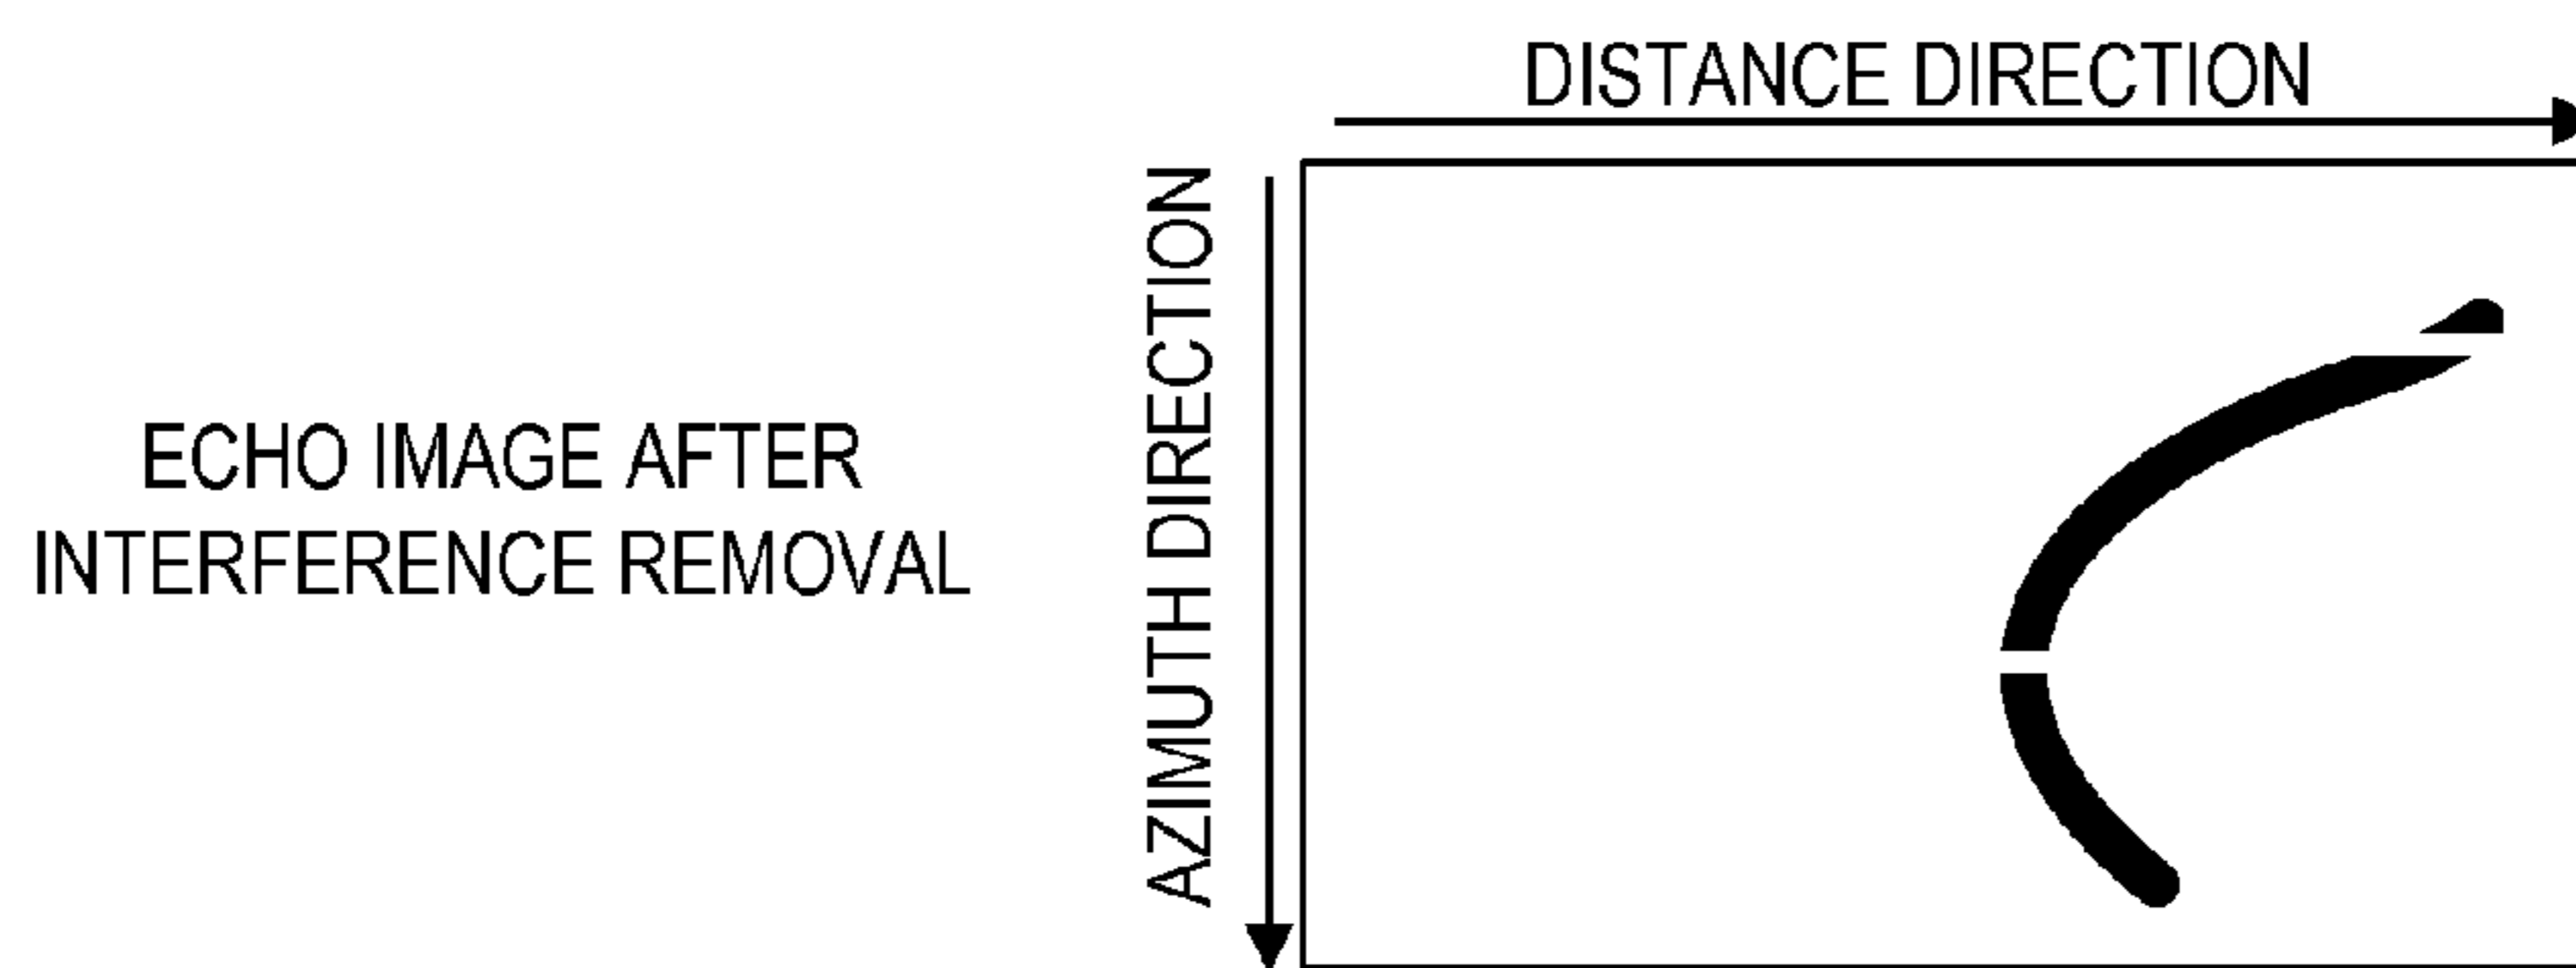 DISTANCE DIRECTION
AZIMUTH DIRECTION
ECHO IMAGE AFTER
INTERFERENCE REMOVAL